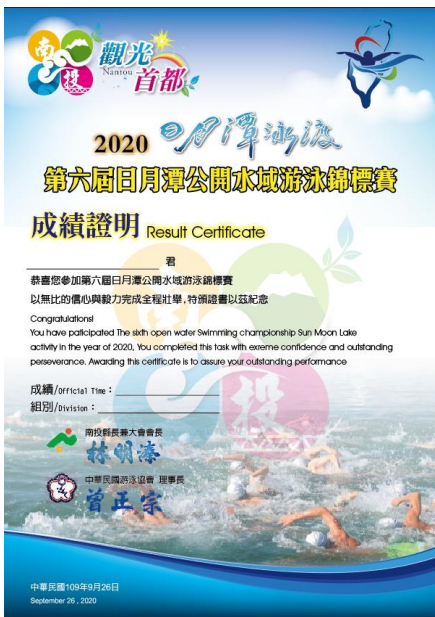 南投
觀光
Nantou
首都
2020 日月潭泳渡
第六屆日月潭公開水域游泳錦標賽
成績證明 Result Certificate
君
恭喜您參加第六屆日月潭公開水域游泳錦標賽
以無比的信心與毅力完成全程壯舉,特頒證書以茲紀念
Congratulations!
You have paticipated The sixth open water Swimming championship Sun Moon Lake
activity in the year of 2020, You completed this task with exreme confidence and outstanding
perseverance. Awarding this cerificate is to assure your outstanding performance
成績/Official Time：
組別/Division：
投
南投縣長兼大會會長
林明溱
中華民國游泳協會 理事長
曾正宗
中華民國109年9月26日
September 26 , 2020